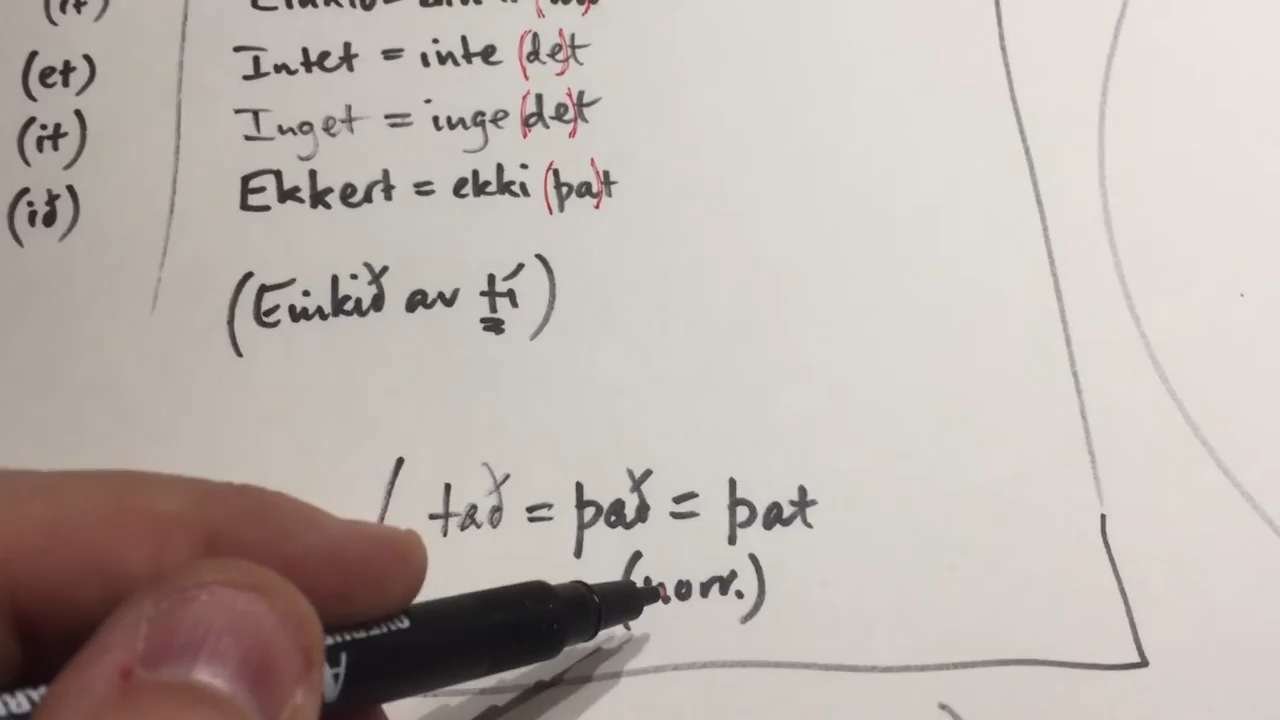 (it)
(et)
(it)
(ið)
Intet = inte (de)t
Inget = inge (de)t
Ekkert = ekki (þa)t
(Einkið av tí)
( tað = það = þat
(norr.)